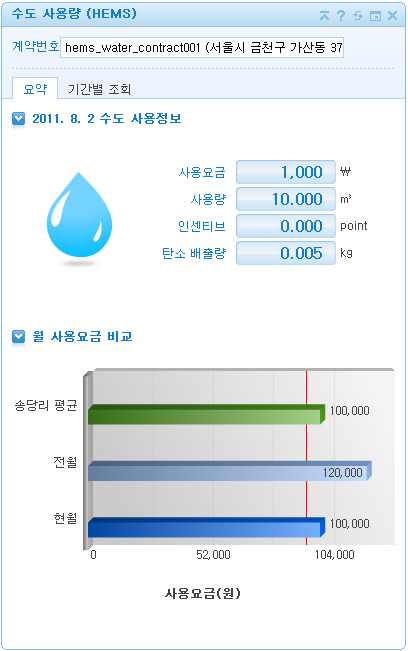 수도 사용량 (HEMS)
계약번호 hems_water_contract001 (서울시 금천구 가산동 37
요약 기간별 조회
2011. 8. 2 수도 사용정보
사용요금 1,000 ₩
사용량 10.000 m³
인센티브 0.000 point
탄소 배출량 0.005 kg
월 사용요금 비교
송당리 평균 100,000
전월 120,000
현월 100,000
0 52,000 104,000
사용요금(원)